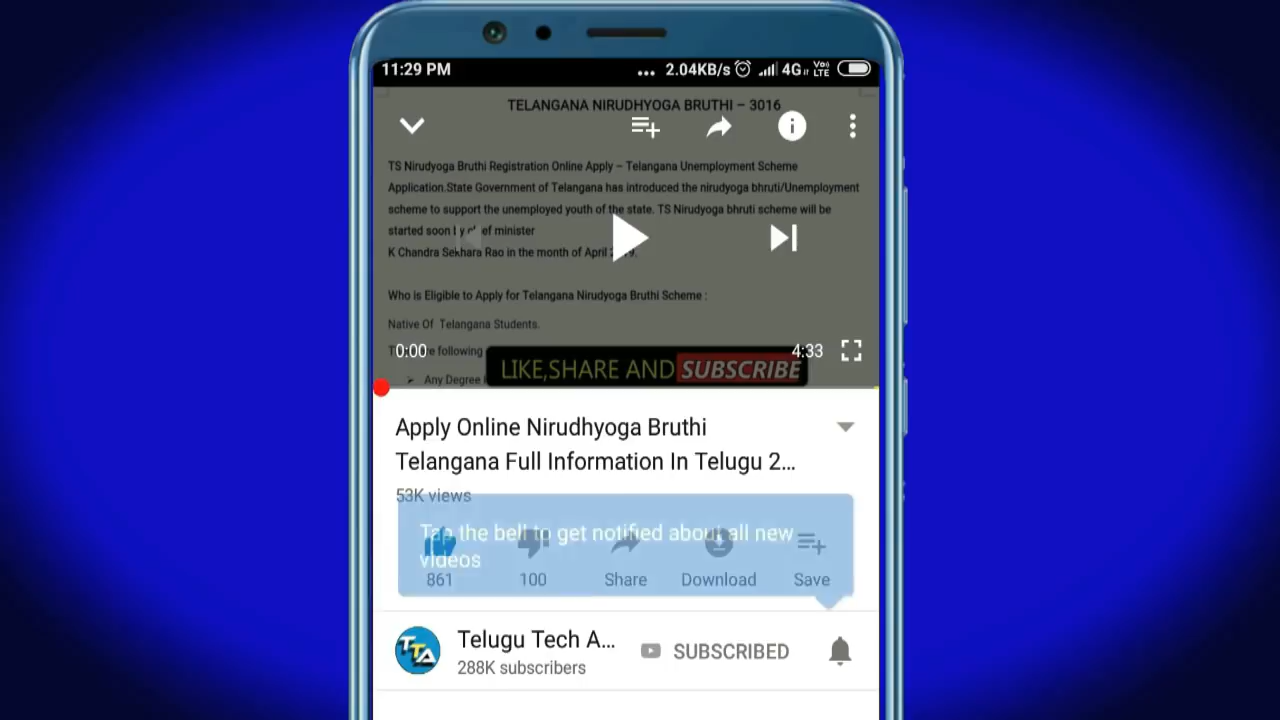 11:29 PM ... 2.04KB/s 4G VoD LTE
TELANGANA NIRUDHYOGA BRUTHI – 3016
TS Nirudyoga Bruthi Registration Online Apply – Telangana Unemployment Scheme
Application.State Government of Telangana has introduced the nirudyoga bhruti/Unemployment
scheme to support the unemployed youth of the state. TS Nirudyoga bhruti scheme will be
started soon minister
K Chandra Sekhara Rao in the month of April
Who is Eligible to Apply for Telangana Nirudyoga Bruthi Scheme :
Native Of Telangana Students.
0:00 following 4:33
LIKE,SHARE AND SUBSCRIBE
Any Degree
Apply Online Nirudhyoga Bruthi
Telangana Full Information In Telugu 2...
53K views
Tap the bell to get notified about all new
videos
861 100 Share Download Save
TTA
Telugu Tech A... SUBSCRIBED
288K subscribers